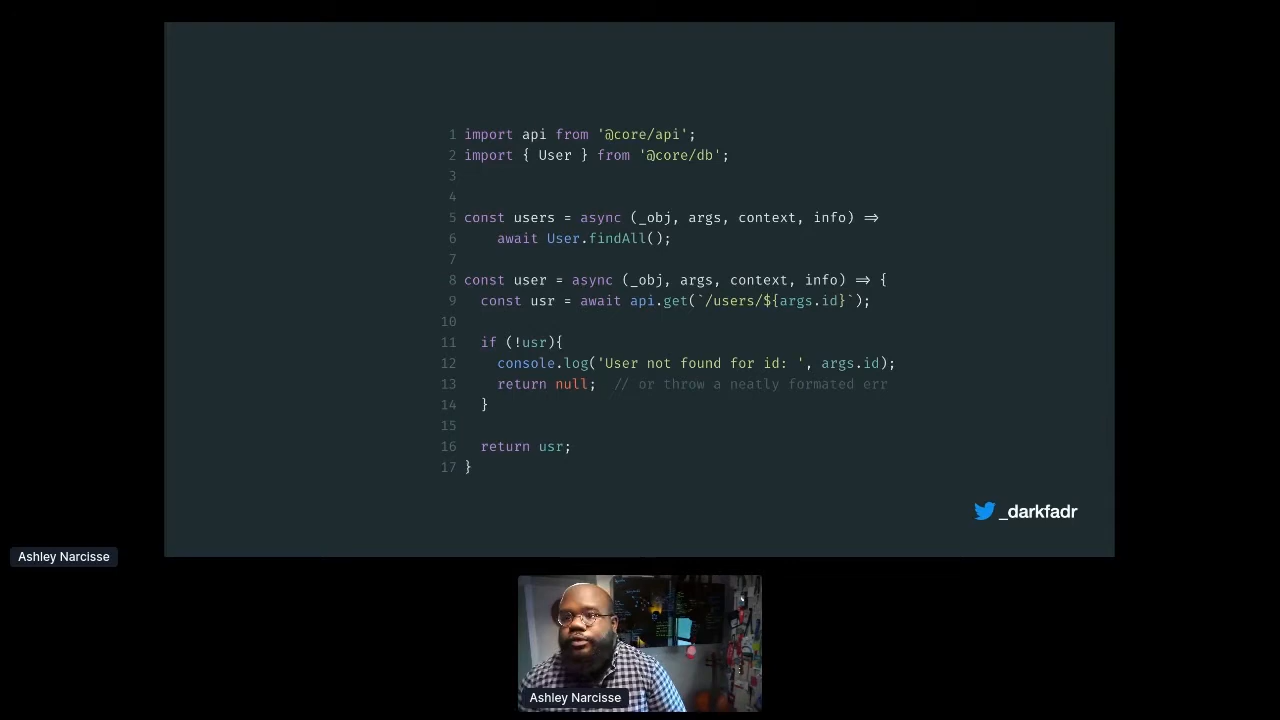 1 import api from '@core/api';
2 import { User } from '@core/db';
3
4
5 const users = async (_obj, args, context, info) ⇒
6 await User.findAll();
7
8 const user = async (_obj, args, context, info) ⇒ {
9 const usr = await api.get(`/users/${args.id}`);
10
11 if (!usr){
12 console.log('User not found for id: ', args.id);
13 return null; // or throw a neatly formated err
14 }
15
16 return usr;
17 }
_darkfadr
Ashley Narcisse
Ashley Narcisse